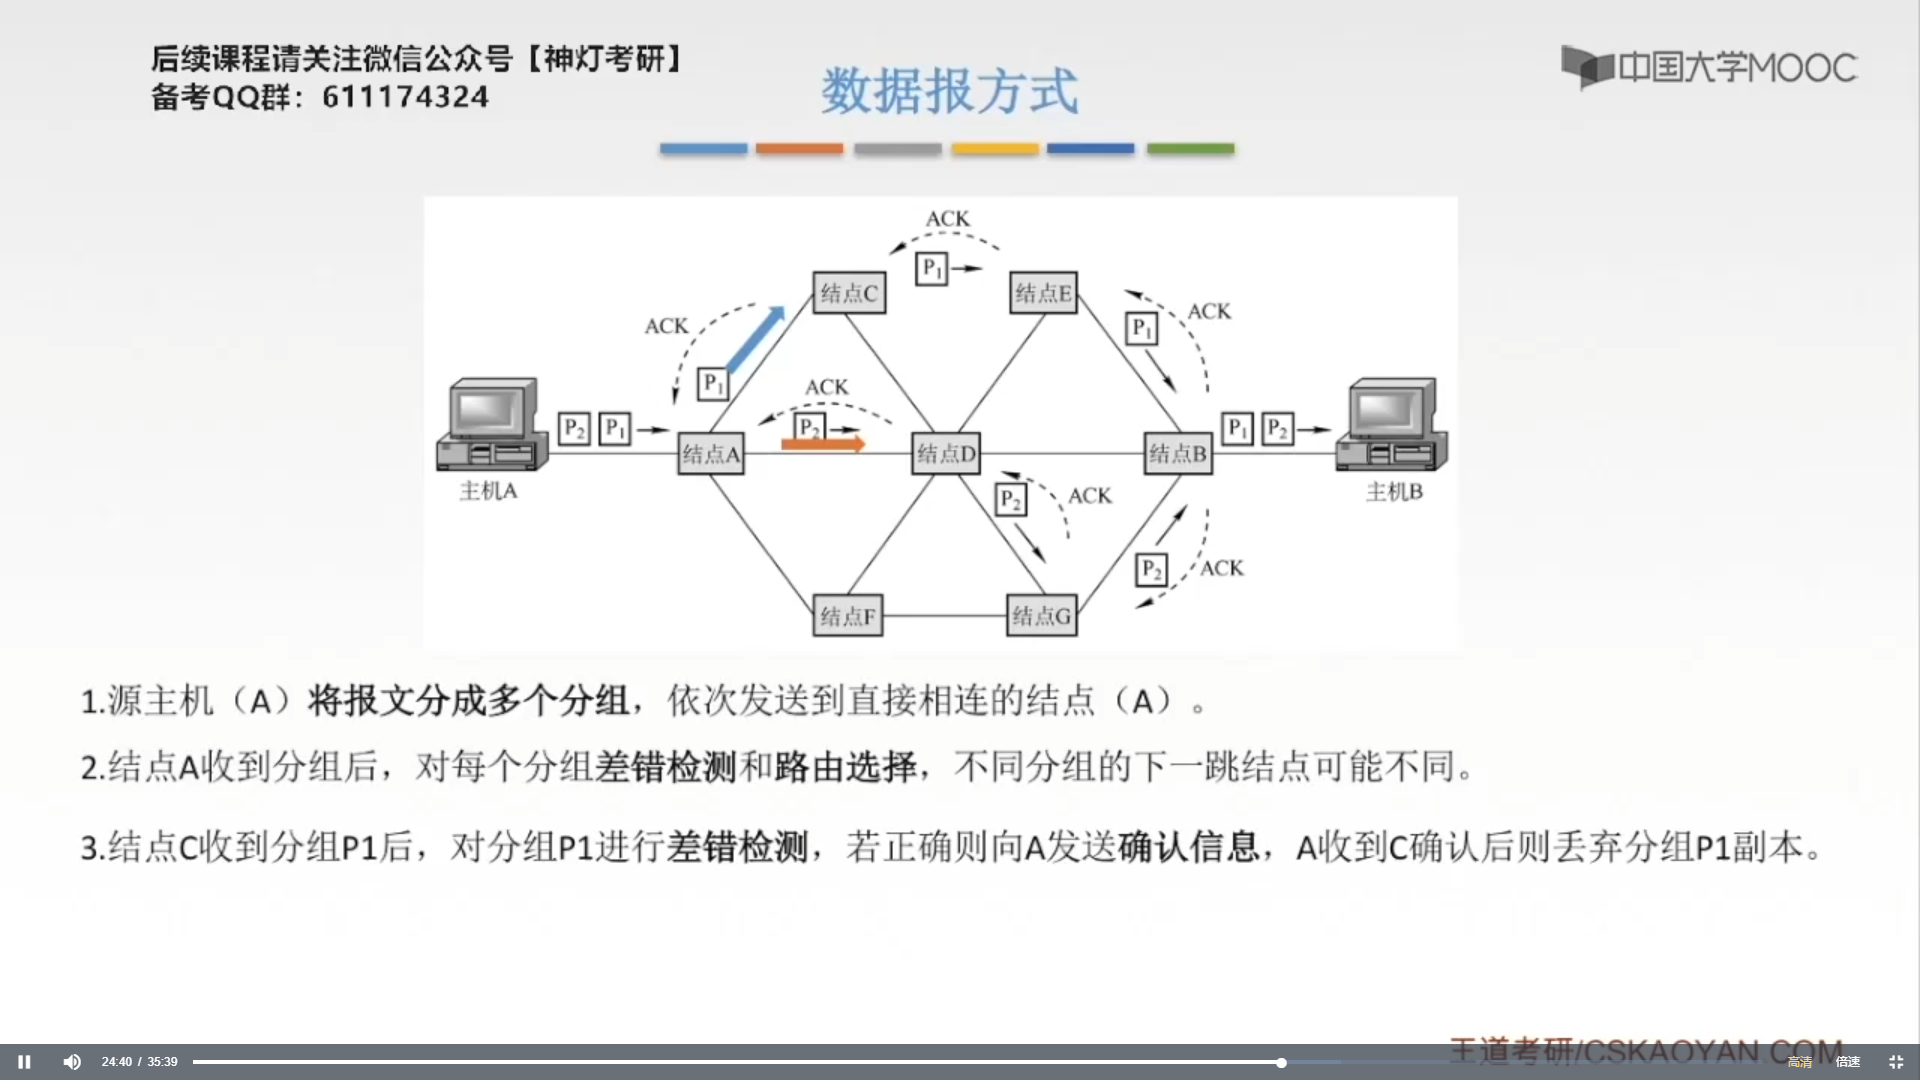 后续课程请关注微信公众号【神灯考研】
备考QQ群：611174324
中国大学MOOC
数据报方式
ACK
P1
结点C
结点E
ACK
P1
ACK
P1
ACK
P2
P2 P1
结点A
结点D
结点B
P1 P2
主机A
主机B
P2
ACK
P2
ACK
结点F
结点G
1.源主机（A）将报文分成多个分组，依次发送到直接相连的结点（A）。
2.结点A收到分组后，对每个分组差错检测和路由选择，不同分组的下一跳结点可能不同。
3.结点C收到分组P1后，对分组P1进行差错检测，若正确则向A发送确认信息，A收到C确认后则丢弃分组P1副本。
王道考研/CSKAOYAN.COM
24:40 / 35:39
高清
倍速